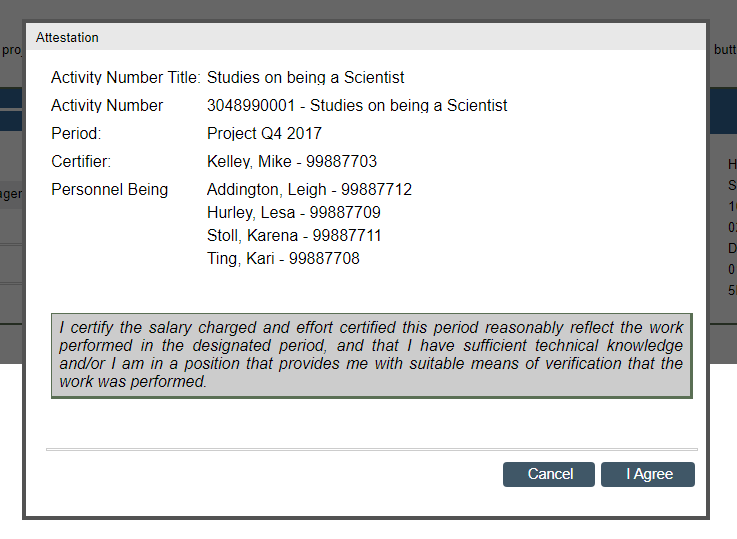 Attestation
Activity Number Title: Studies on being a Scientist
Activity Number 3048990001 - Studies on being a Scientist
Period: Project Q4 2017
Certifier: Kelley, Mike - 99887703
Personnel Being Addington, Leigh - 99887712
Hurley, Lesa - 99887709
Stoll, Karena - 99887711
Ting, Kari - 99887708
I certify the salary charged and effort certified this period reasonably reflect the work
performed in the designated period, and that I have sufficient technical knowledge
and/or I am in a position that provides me with suitable means of verification that the
work was performed.
Cancel I Agree